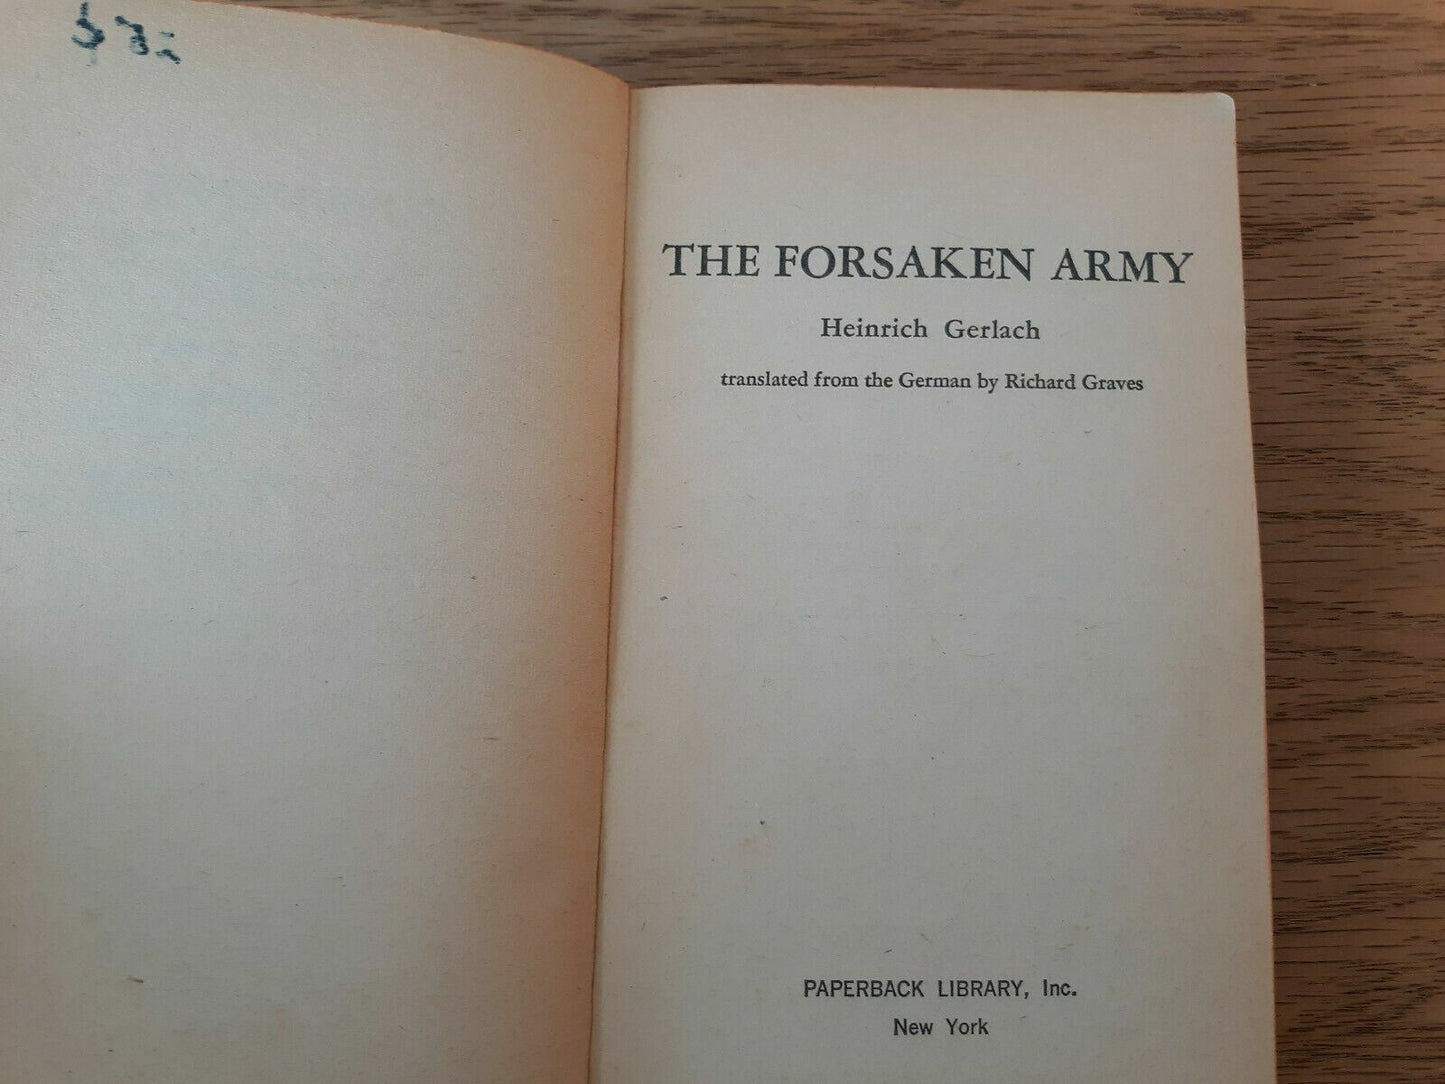 THE FORSAKEN ARMY
Heinrich Gerlach
translated from the German by Richard Graves
PAPERBACK LIBRARY, Inc.
New York